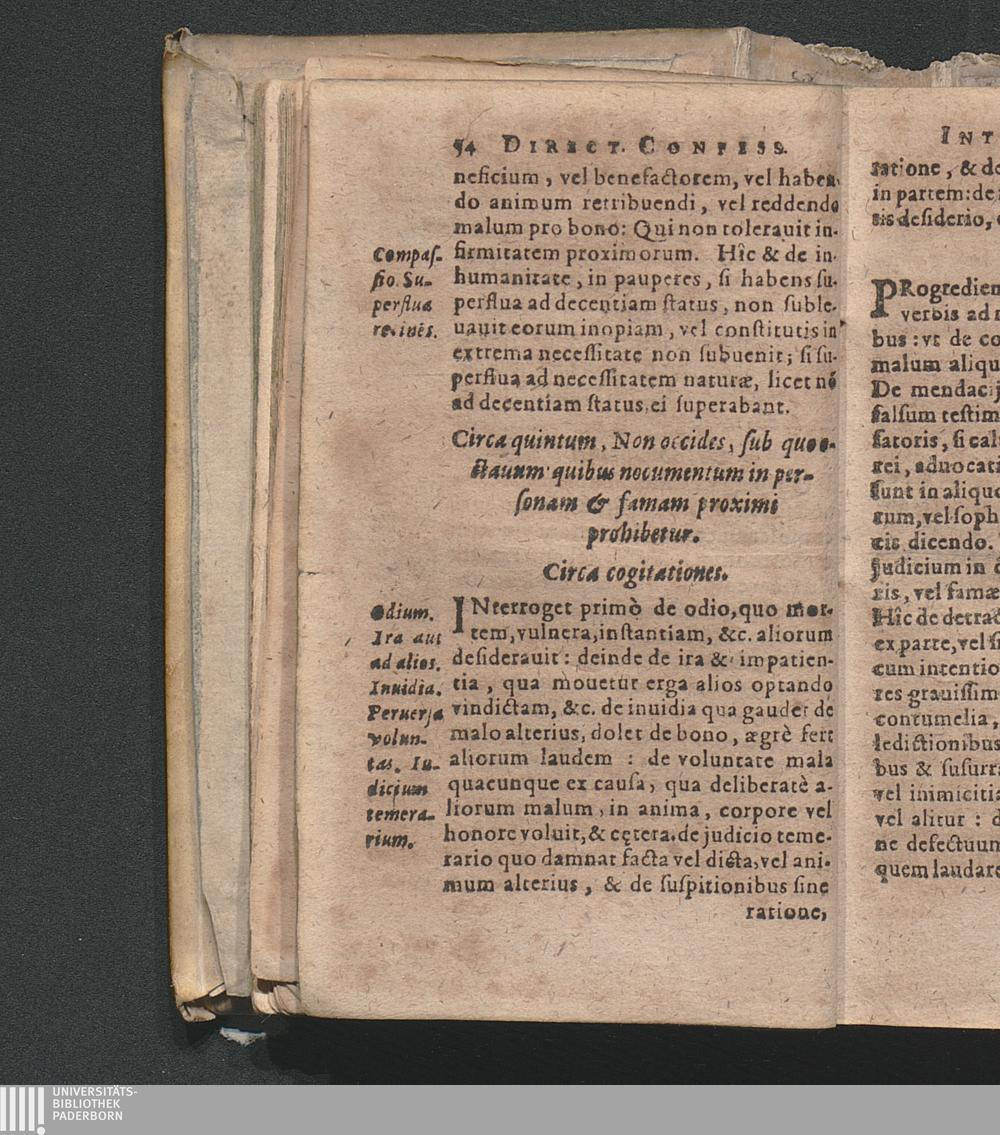 54 DIRECT. CONFESS.
neficium, vel benefactorem, vel haben-
do animum retribuendi, vel reddendo
malum pro bono: Qui non tolerauit in-
firmitatem proximorum. Hîc & de in-
humanitate, in pauperes, si habens su-
perflua ad decentiam status, non suble-
uauit eorum inopiam, vel constitutis in
extrema necessitate non subuenit; si su-
perflua ad necessitatem naturæ, licet nó
ad decentiam status, ei superabant.
Compas-
sio. Su-
perflua
retinēs.
Circa quintum, Non occides, sub quo o-
ctauum quibus nocumentum in per-
sonam & famam proximi
prohibetur.
Circa cogitationes.
INterroget primò de odio, quo mor-
tem, vulnera, instantiam, &c. aliorum
desiderauit: deinde de ira & impatien-
tia, qua mouetur erga alios optando
vindictam, &c. de inuidia qua gaudet de
malo alterius, dolet de bono, ægrè fert
aliorum laudem: de voluntate mala
quacunque ex causa, qua deliberatè a-
liorum malum, in anima, corpore vel
honore voluit, & cętera. de judicio teme-
rario quo damnat facta vel dicta, vel ani-
mum alterius, & de suspitionibus sine
ratione,
Odium.
Ira aut
ad alios.
Inuidia.
Peruersa
volun-
tas. Iu-
dicium
temera-
rium.
INT
ratione, & de
in partem: de
tis desiderio,
PRogredien
verbis ad
bus: vt de co
malum aliqu
De mendacij
falsum testim
satoris, si cal
rei, aduocati
sunt in aliquo
tum, vel soph
cis dicendo.
Judicium in
ris, vel famæ
Hîc de detrac
ex parte, vel si
cum intentio
res grauissim
contumelia,
ledictionibus
bus & susurr
vel inimicitia
vel alitur: d
ne defectuum
quem laudare
UNIVERSITÄTS-
BIBLIOTHEK
PADERBORN